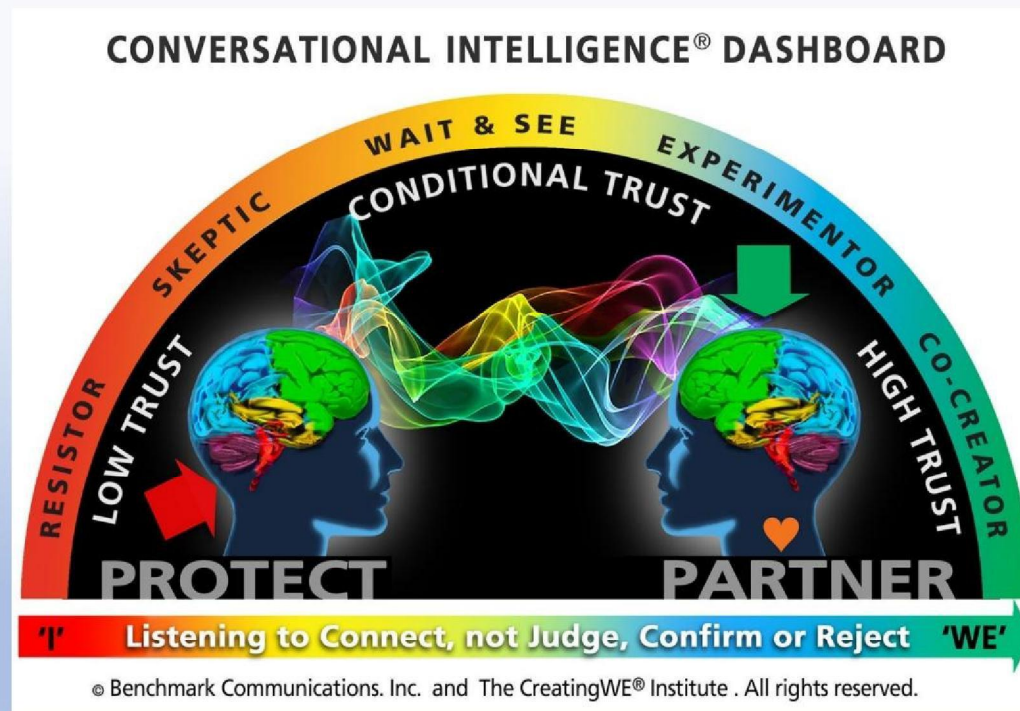 CONVERSATIONAL INTELLIGENCE® DASHBOARD
RESISTOR
SKEPTIC
WAIT & SEE
EXPERIMENTOR
CO-CREATOR
LOW TRUST
CONDITIONAL TRUST
HIGH TRUST
PROTECT
PARTNER
'I' Listening to Connect, not Judge, Confirm or Reject 'WE'
© Benchmark Communications. Inc. and The CreatingWE® Institute . All rights reserved.